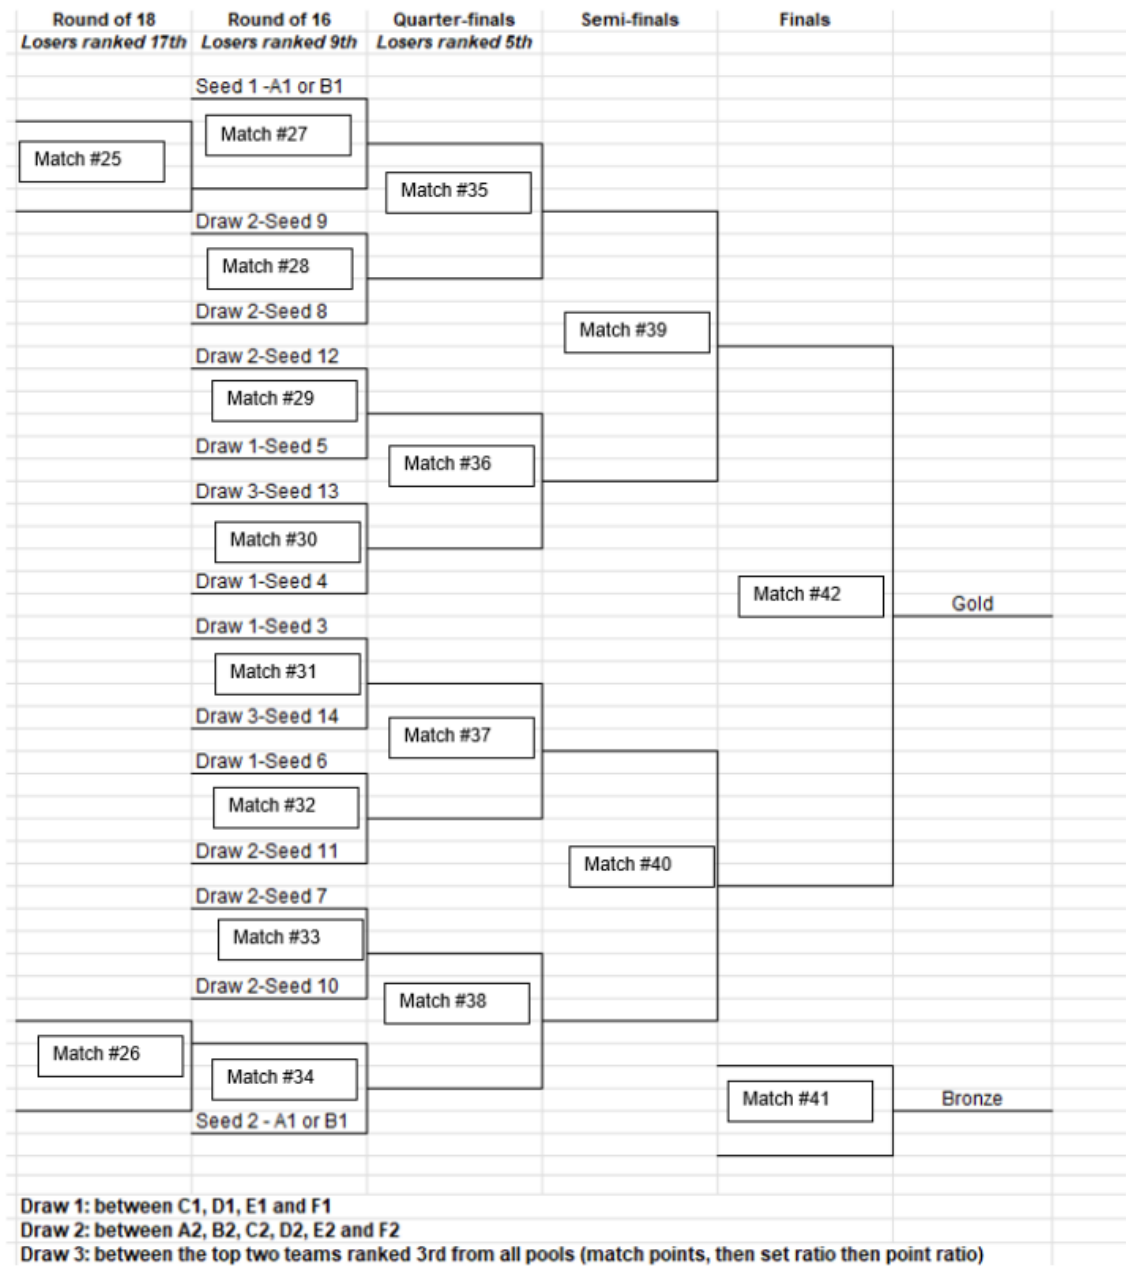 Round of 18 Round of 16 Quarter-finals Semi-finals Finals
Losers ranked 17th Losers ranked 9th Losers ranked 5th
Seed 1 -A1 or B1
Match #27
Match #25
Match #35
Draw 2-Seed 9
Match #28
Draw 2-Seed 8
Match #39
Draw 2-Seed 12
Match #29
Draw 1-Seed 5
Match #36
Draw 3-Seed 13
Match #30
Draw 1-Seed 4
Match #42
Gold
Draw 1-Seed 3
Match #31
Draw 3-Seed 14
Match #37
Draw 1-Seed 6
Match #32
Draw 2-Seed 11
Match #40
Draw 2-Seed 7
Match #33
Draw 2-Seed 10
Match #38
Match #26
Match #34
Match #41
Bronze
Seed 2 - A1 or B1
Draw 1: between C1, D1, E1 and F1
Draw 2: between A2, B2, C2, D2, E2 and F2
Draw 3: between the top two teams ranked 3rd from all pools (match points, then set ratio then point ratio)